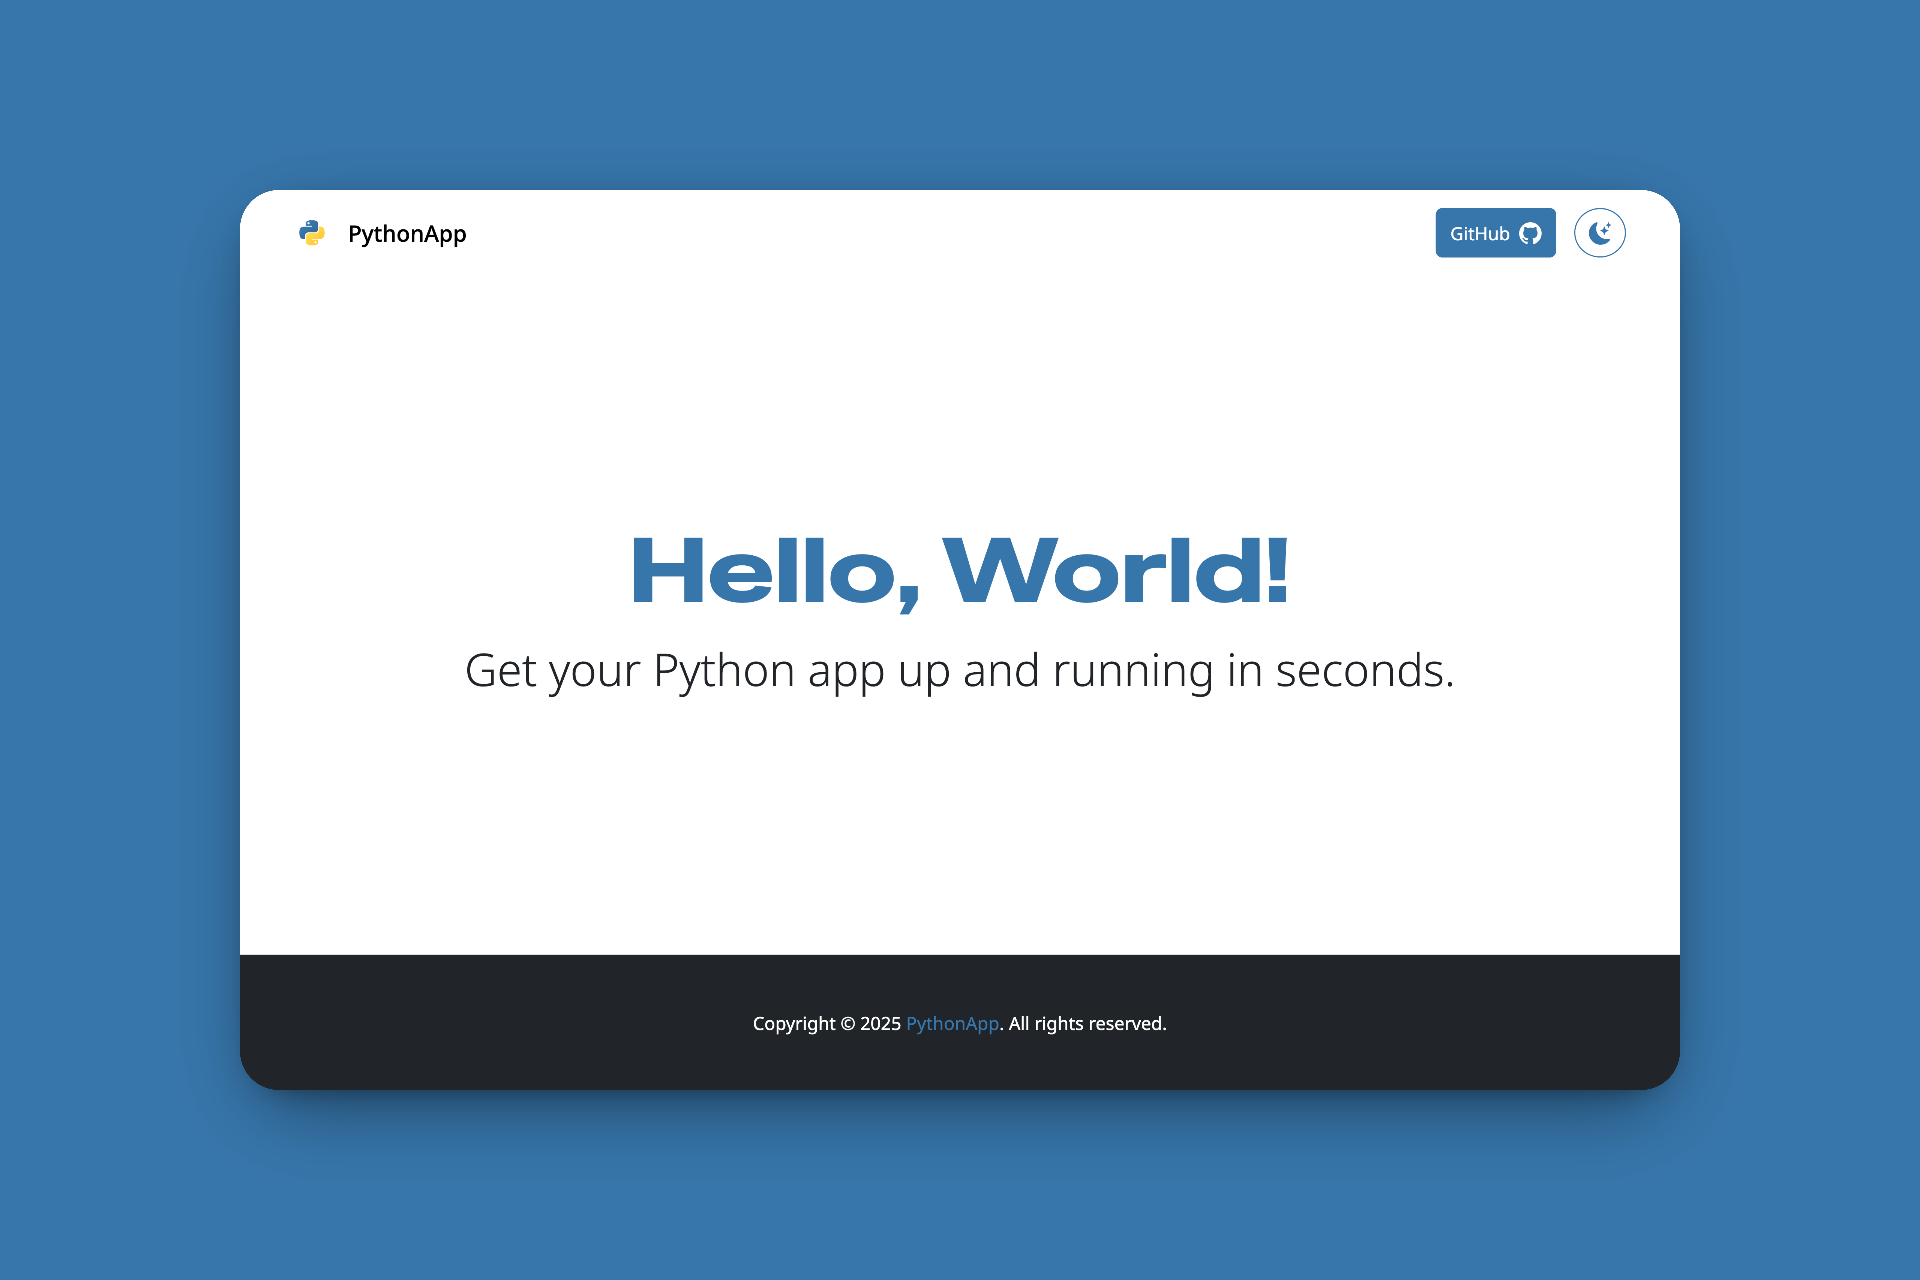 PythonApp
GitHub
Hello, World!
Get your Python app up and running in seconds.
Copyright © 2025 PythonApp. All rights reserved.